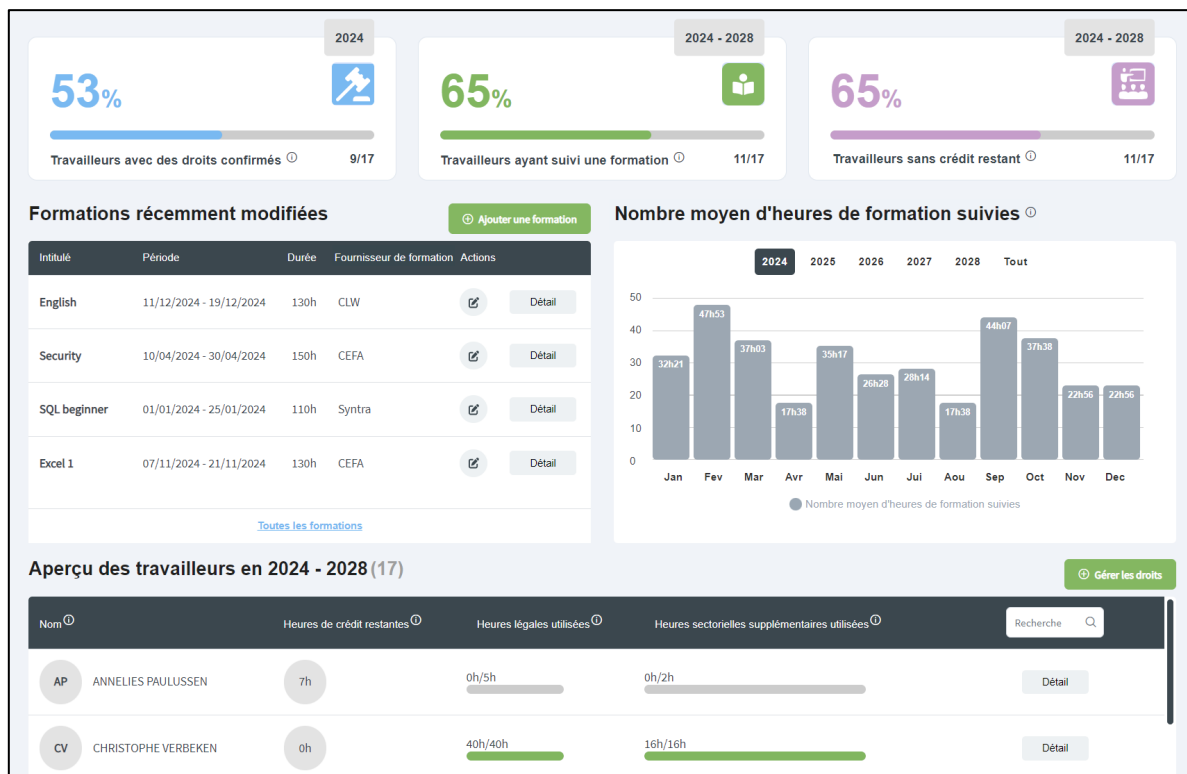 2024
53%
Travailleurs avec des droits confirmés 9/17
2024 - 2028
65%
Travailleurs ayant suivi une formation 11/17
2024 - 2028
65%
Travailleurs sans crédit restant 11/17
Formations récemment modifiées
Ajouter une formation
Intitulé Période Durée Fournisseur de formation Actions
English 11/12/2024 - 19/12/2024 130h CLW Détail
Security 10/04/2024 - 30/04/2024 150h CEFA Détail
SQL beginner 01/01/2024 - 25/01/2024 110h Syntra Détail
Excel 1 07/11/2024 - 21/11/2024 130h CEFA Détail
Toutes les formations
Nombre moyen d'heures de formation suivies
2024 2025 2026 2027 2028 Tout
50
40
30
20
10
0
32h21 47h53 37h03 17h38 35h17 26h28 28h14 17h38 44h07 37h38 22h56 22h56
Jan Fev Mar Avr Mai Jun Jui Aou Sep Oct Nov Dec
Nombre moyen d'heures de formation suivies
Aperçu des travailleurs en 2024 - 2028 (17)
Gérer les droits
Nom Heures de crédit restantes Heures légales utilisées Heures sectorielles supplémentaires utilisées Recherche
AP ANNELIES PAULUSSEN 7h 0h/5h 0h/2h Détail
CV CHRISTOPHE VERBEKEN 0h 40h/40h 16h/16h Détail